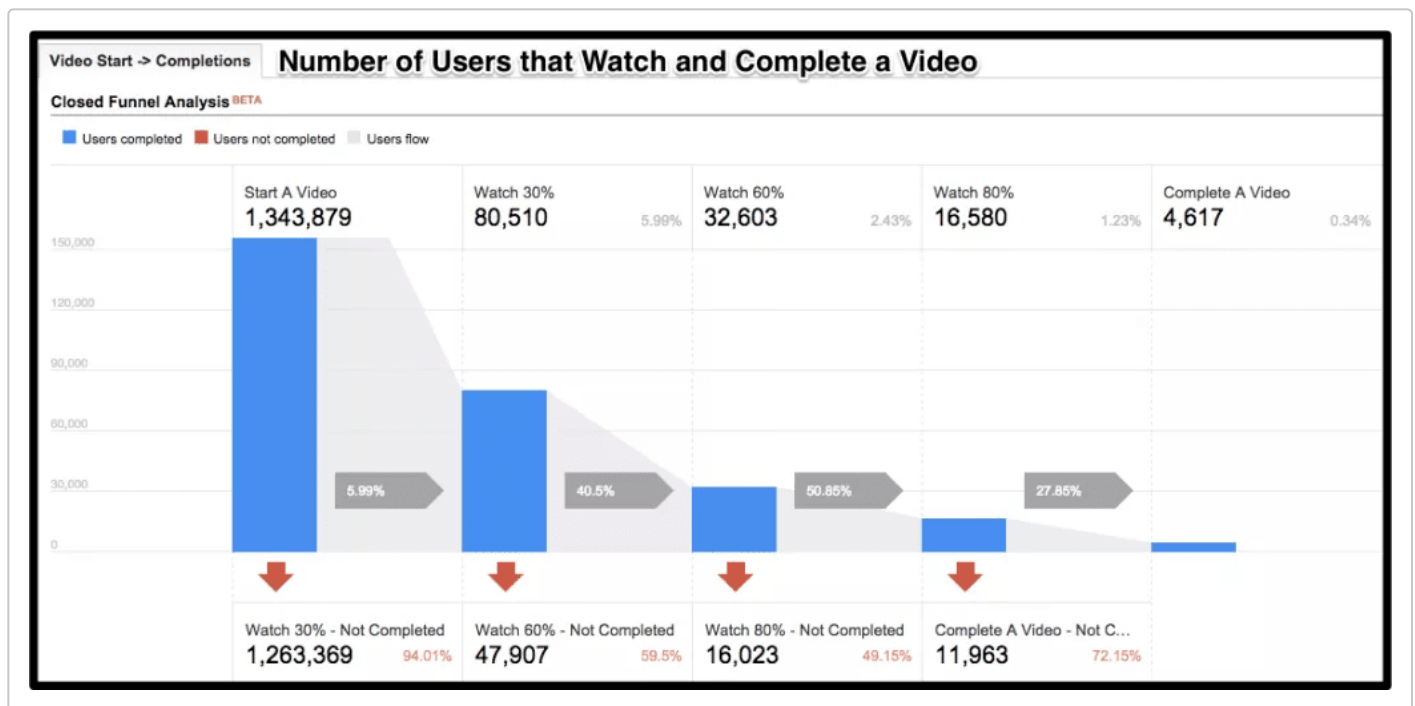 Video Start -> Completions
Number of Users that Watch and Complete a Video
Closed Funnel Analysis BETA
Users completed Users not completed Users flow
Start A Video Watch 30% Watch 60% Watch 80% Complete A Video
1,343,879 80,510 5.99% 32,603 2.43% 16,580 1.23% 4,617 0.34%
150,000
120,000
90,000
60,000
30,000
5.99% 40.5% 50.85% 27.85%
0
Watch 30% - Not Completed Watch 60% - Not Completed Watch 80% - Not Completed Complete A Video - Not C...
1,263,369 94.01% 47,907 59.5% 16,023 49.15% 11,963 72.15%